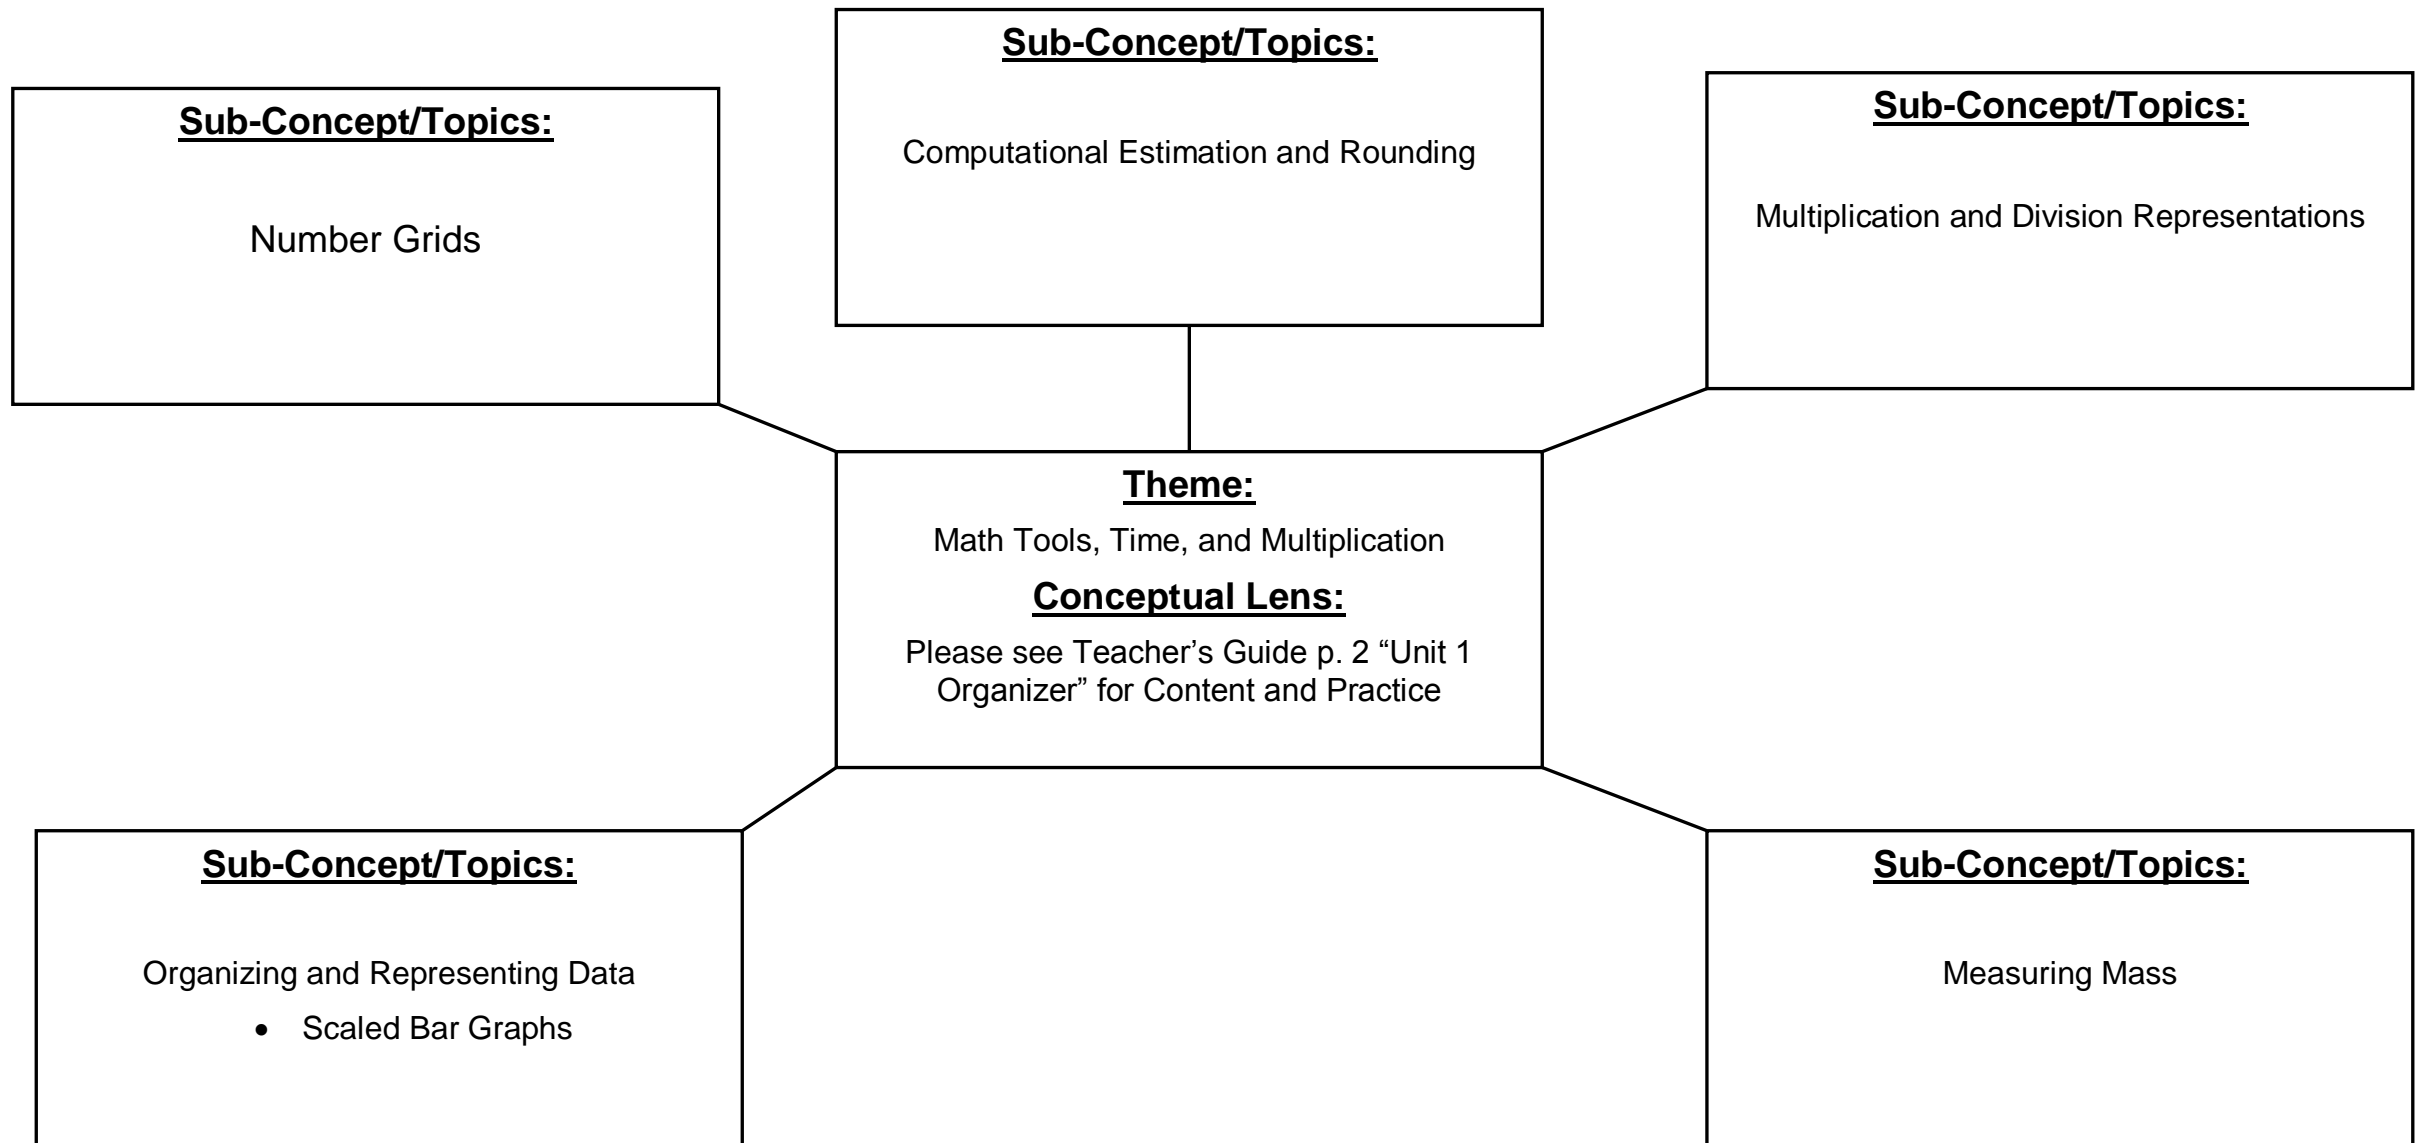 Sub-Concept/Topics:
Number Grids
Sub-Concept/Topics:
Computational Estimation and Rounding
Sub-Concept/Topics:
Multiplication and Division Representations
Theme:
Math Tools, Time, and Multiplication
Conceptual Lens:
Please see Teacher’s Guide p. 2 “Unit 1
Organizer” for Content and Practice
Sub-Concept/Topics:
Organizing and Representing Data
• Scaled Bar Graphs
Sub-Concept/Topics:
Measuring Mass